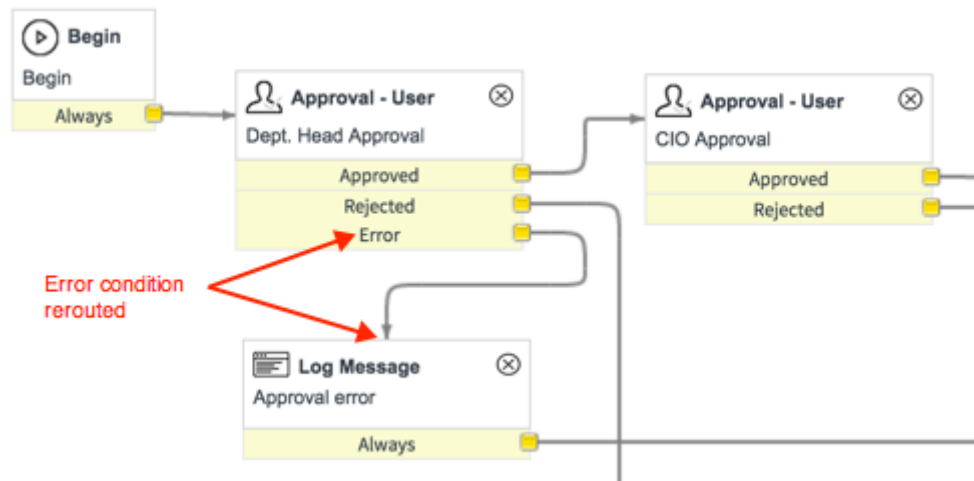 Begin
Begin
Always
Approval - User
Dept. Head Approval
Approved
Rejected
Error
Approval - User
CIO Approval
Approved
Rejected
Error condition
rerouted
Log Message
Approval error
Always